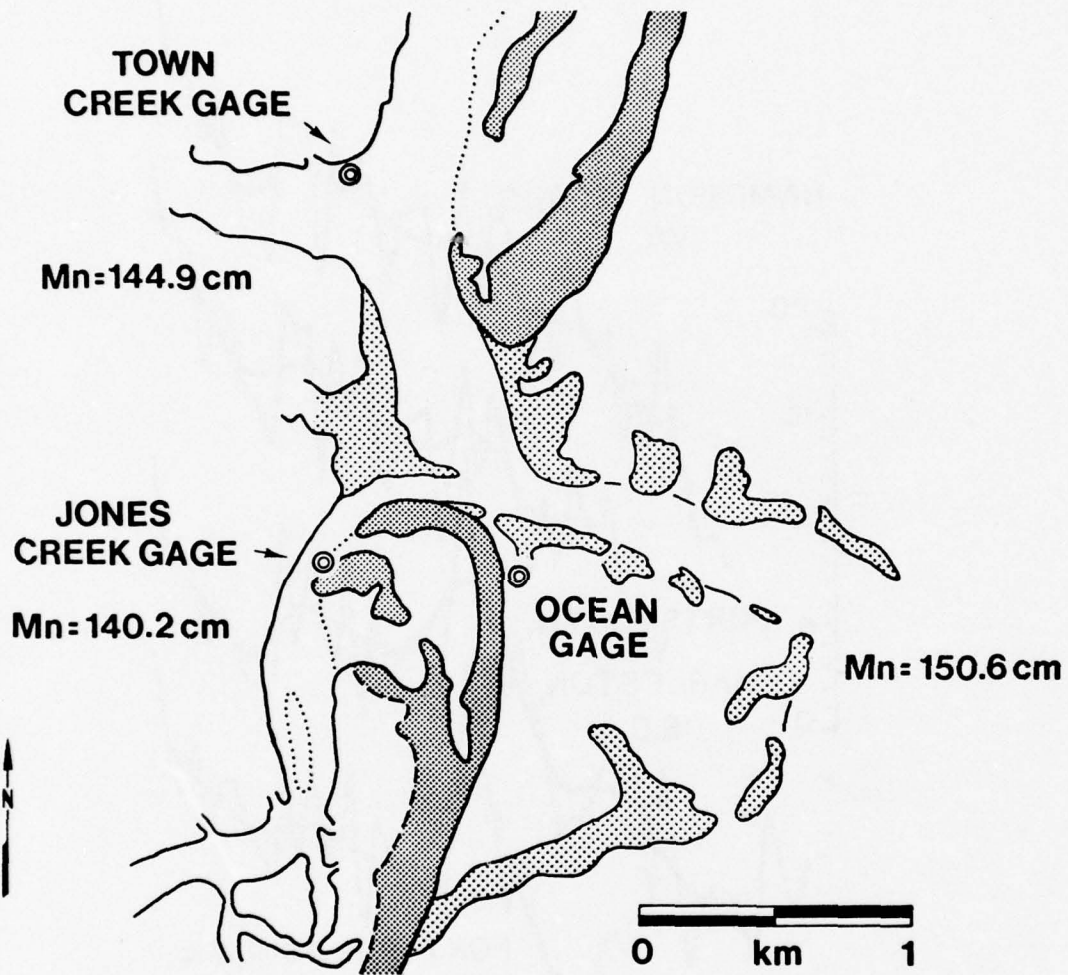 TOWN
CREEK GAGE
Mn=144.9 cm
JONES
CREEK GAGE
Mn=140.2 cm
OCEAN
GAGE
Mn=150.6 cm
N
0 km 1